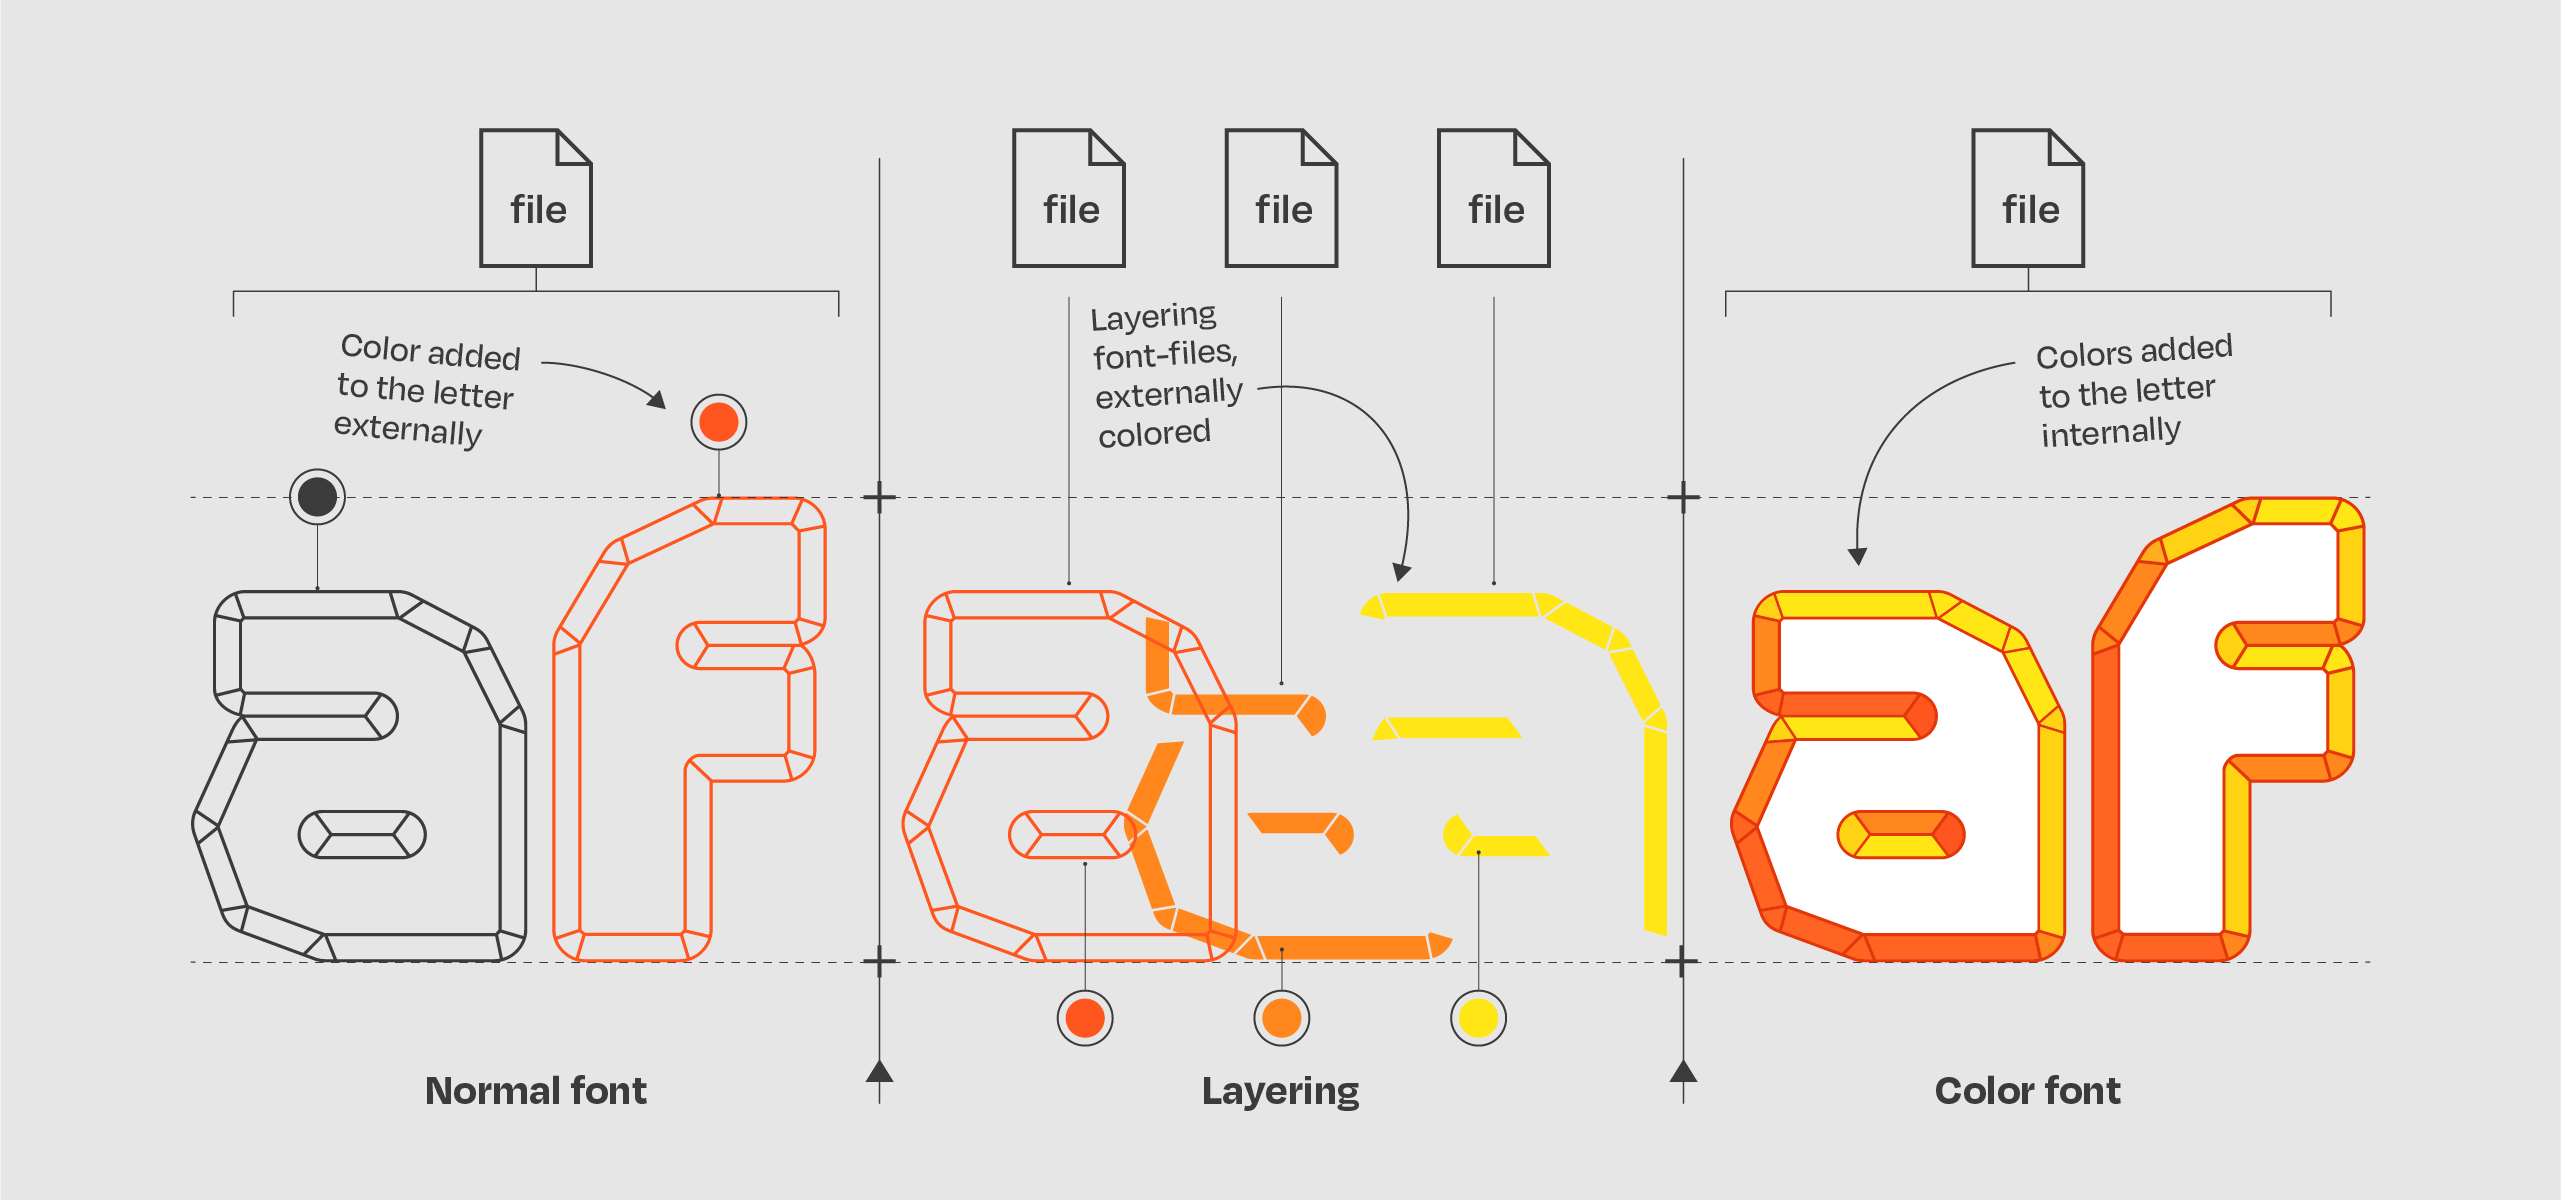 file
file
file
file
file
Color added
to the letter
externally
Layering
font-files,
externally
colored
Colors added
to the letter
internally
a f
a
a f
Normal font
Layering
Color font